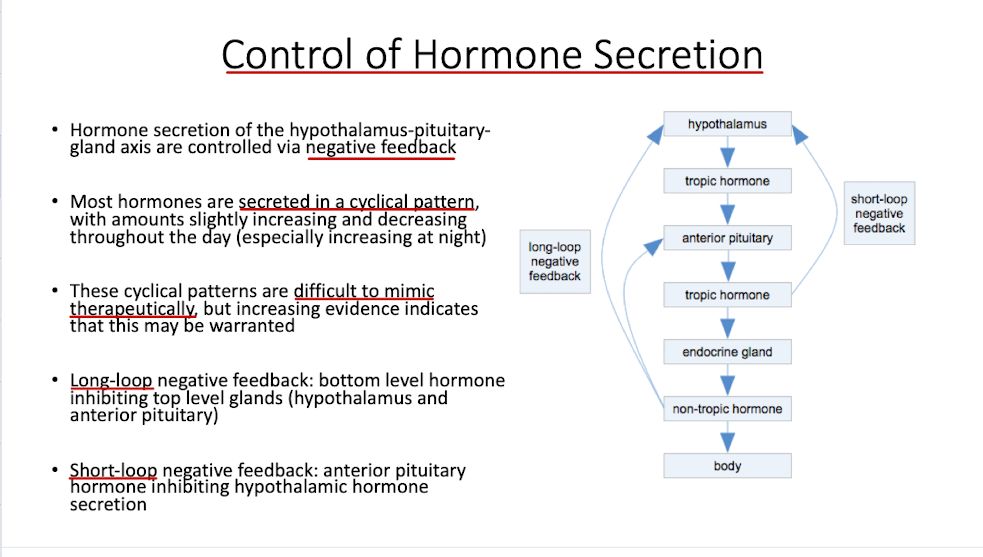 Control of Hormone Secretion
• Hormone secretion of the hypothalamus-pituitary-
gland axis are controlled via negative feedback
• Most hormones are secreted in a cyclical pattern,
with amounts slightly increasing and decreasing
throughout the day (especially increasing at night)
• These cyclical patterns are difficult to mimic
therapeutically, but increasing evidence indicates
that this may be warranted
• Long-loop negative feedback: bottom level hormone
inhibiting top level glands (hypothalamus and
anterior pituitary)
• Short-loop negative feedback: anterior pituitary
hormone inhibiting hypothalamic hormone
secretion
hypothalamus
tropic hormone
anterior pituitary
tropic hormone
endocrine gland
non-tropic hormone
body
long-loop
negative
feedback
short-loop
negative
feedback